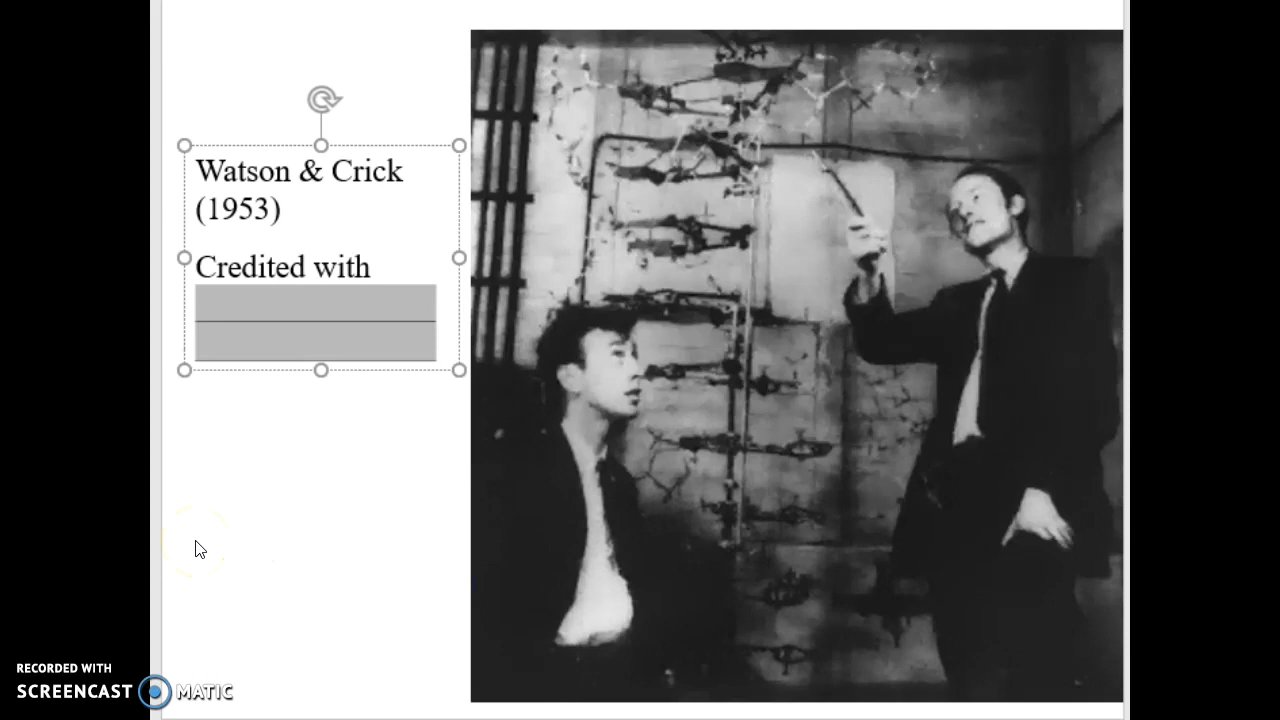 Watson & Crick
(1953)
Credited with
RECORDED WITH
SCREENCAST MATIC